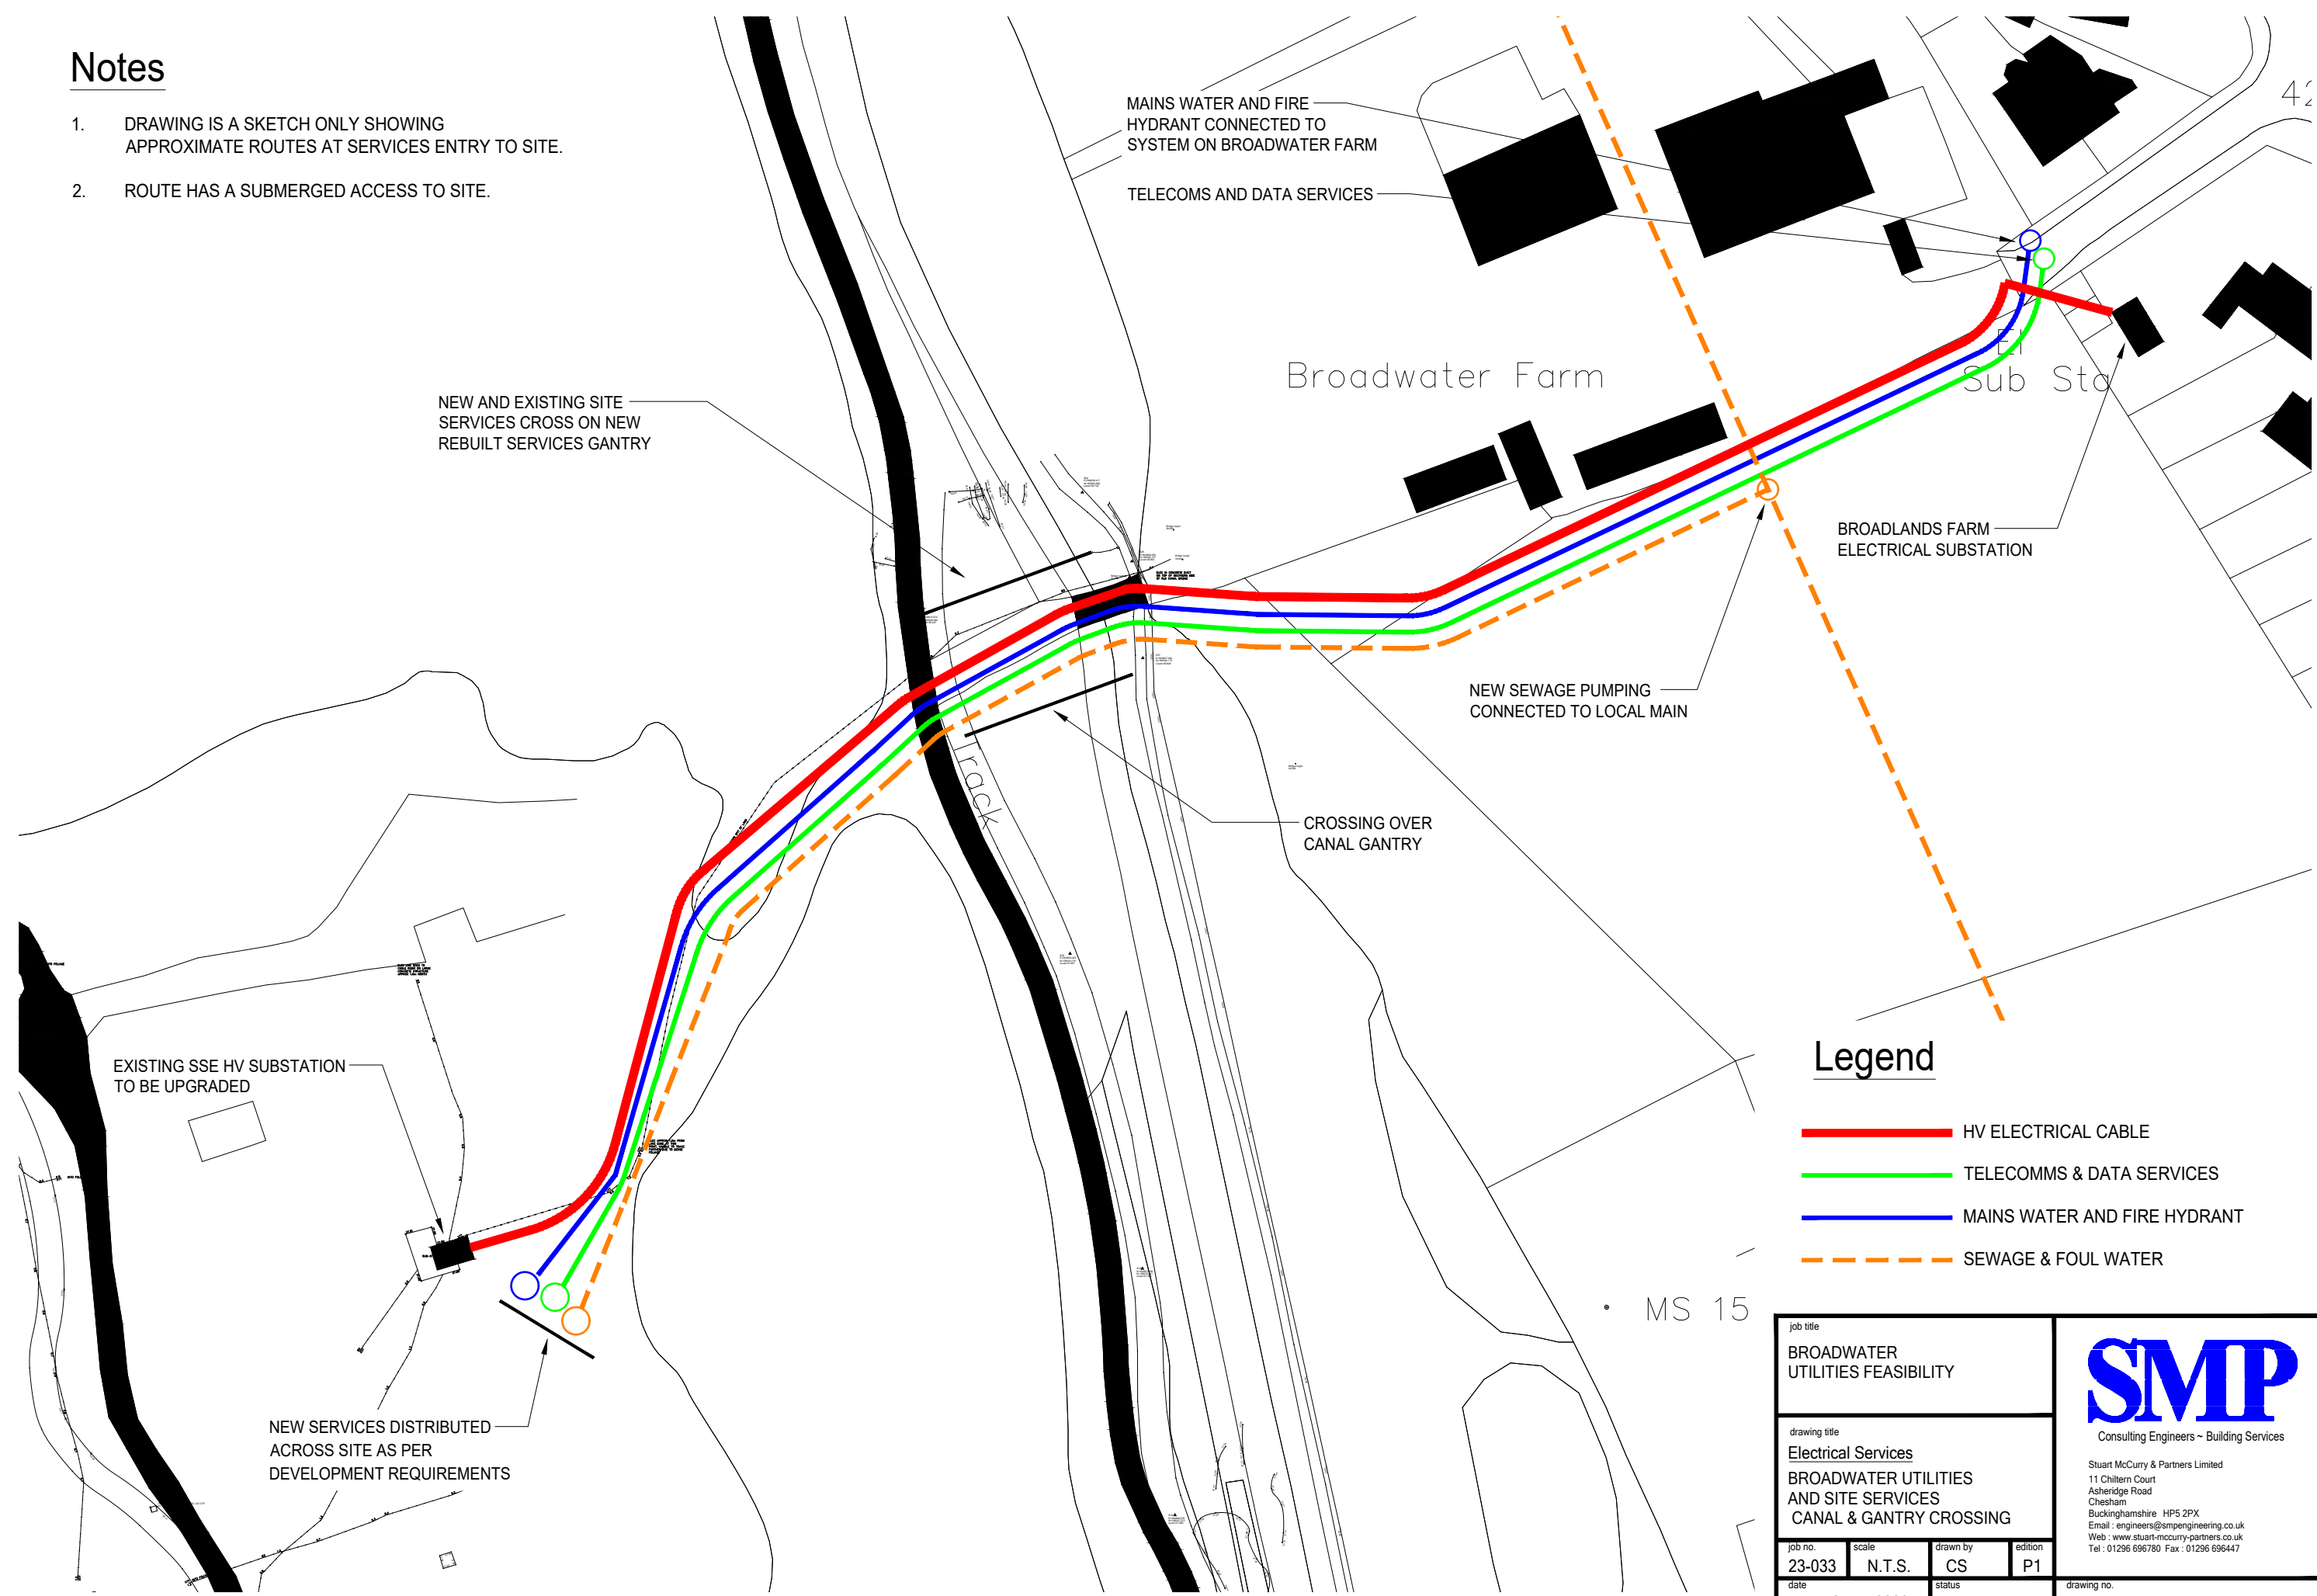 Notes
1. DRAWING IS A SKETCH ONLY SHOWING
APPROXIMATE ROUTES AT SERVICES ENTRY TO SITE.
2. ROUTE HAS A SUBMERGED ACCESS TO SITE.
MAINS WATER AND FIRE
HYDRANT CONNECTED TO
SYSTEM ON BROADWATER FARM
TELECOMS AND DATA SERVICES
42
Broadwater Farm
El
Sub Sta
NEW AND EXISTING SITE
SERVICES CROSS ON NEW
REBUILT SERVICES GANTRY
BROADLANDS FARM
ELECTRICAL SUBSTATION
NEW SEWAGE PUMPING
CONNECTED TO LOCAL MAIN
Track
CROSSING OVER
CANAL GANTRY
EXISTING SSE HV SUBSTATION
TO BE UPGRADED
NEW SERVICES DISTRIBUTED
ACROSS SITE AS PER
DEVELOPMENT REQUIREMENTS
MS 15
Legend
HV ELECTRICAL CABLE
TELECOMMS & DATA SERVICES
MAINS WATER AND FIRE HYDRANT
SEWAGE & FOUL WATER
job title
BROADWATER
UTILITIES FEASIBILITY
drawing title
Electrical Services
BROADWATER UTILITIES
AND SITE SERVICES
CANAL & GANTRY CROSSING
job no. scale drawn by edition
23-033 N.T.S. CS P1
date status drawing no.
SMP
Consulting Engineers ~ Building Services
Stuart McCurry & Partners Limited
11 Chiltern Court
Asheridge Road
Chesham
Buckinghamshire HP5 2PX
Email : engineers@smpengineering.co.uk
Web : www.stuart-mccurry-partners.co.uk
Tel : 01296 696780 Fax : 01296 696447